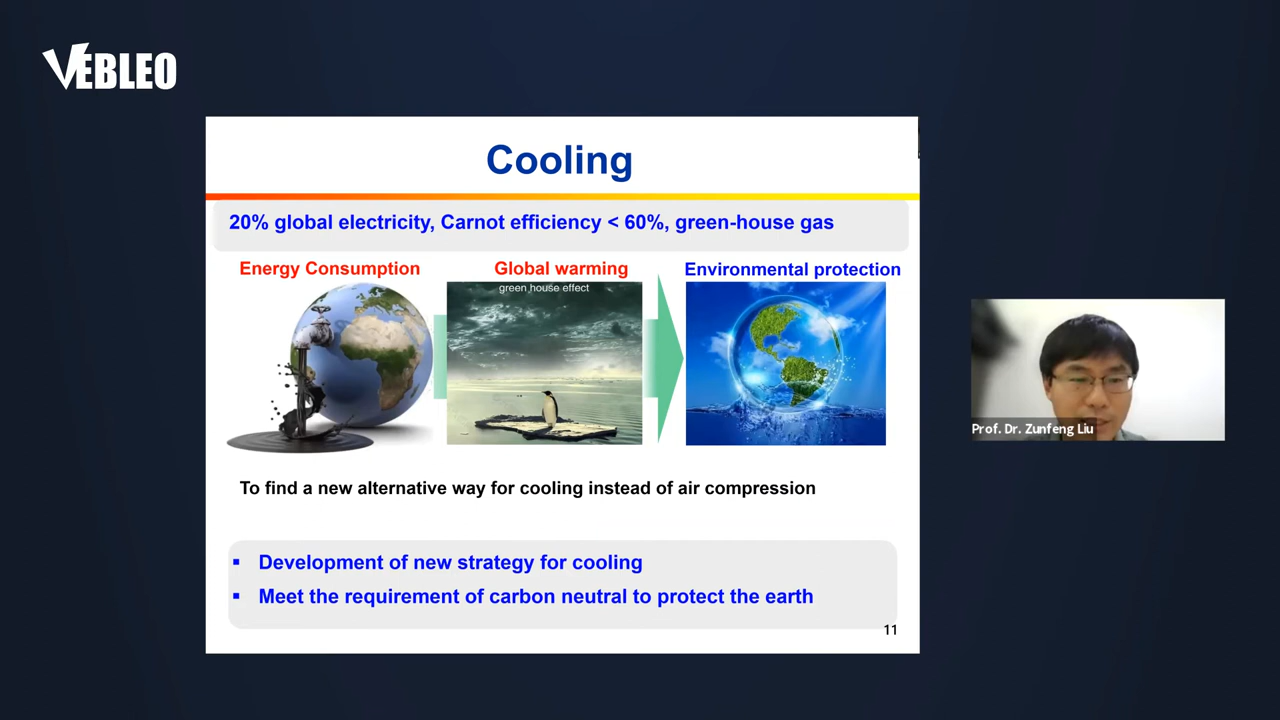 VEBLEO
Cooling
20% global electricity, Carnot efficiency < 60%, green-house gas
Energy Consumption
Global warming
Environmental protection
green house effect
To find a new alternative way for cooling instead of air compression
▪ Development of new strategy for cooling
▪ Meet the requirement of carbon neutral to protect the earth
11
Prof. Dr. Zunfeng Liu